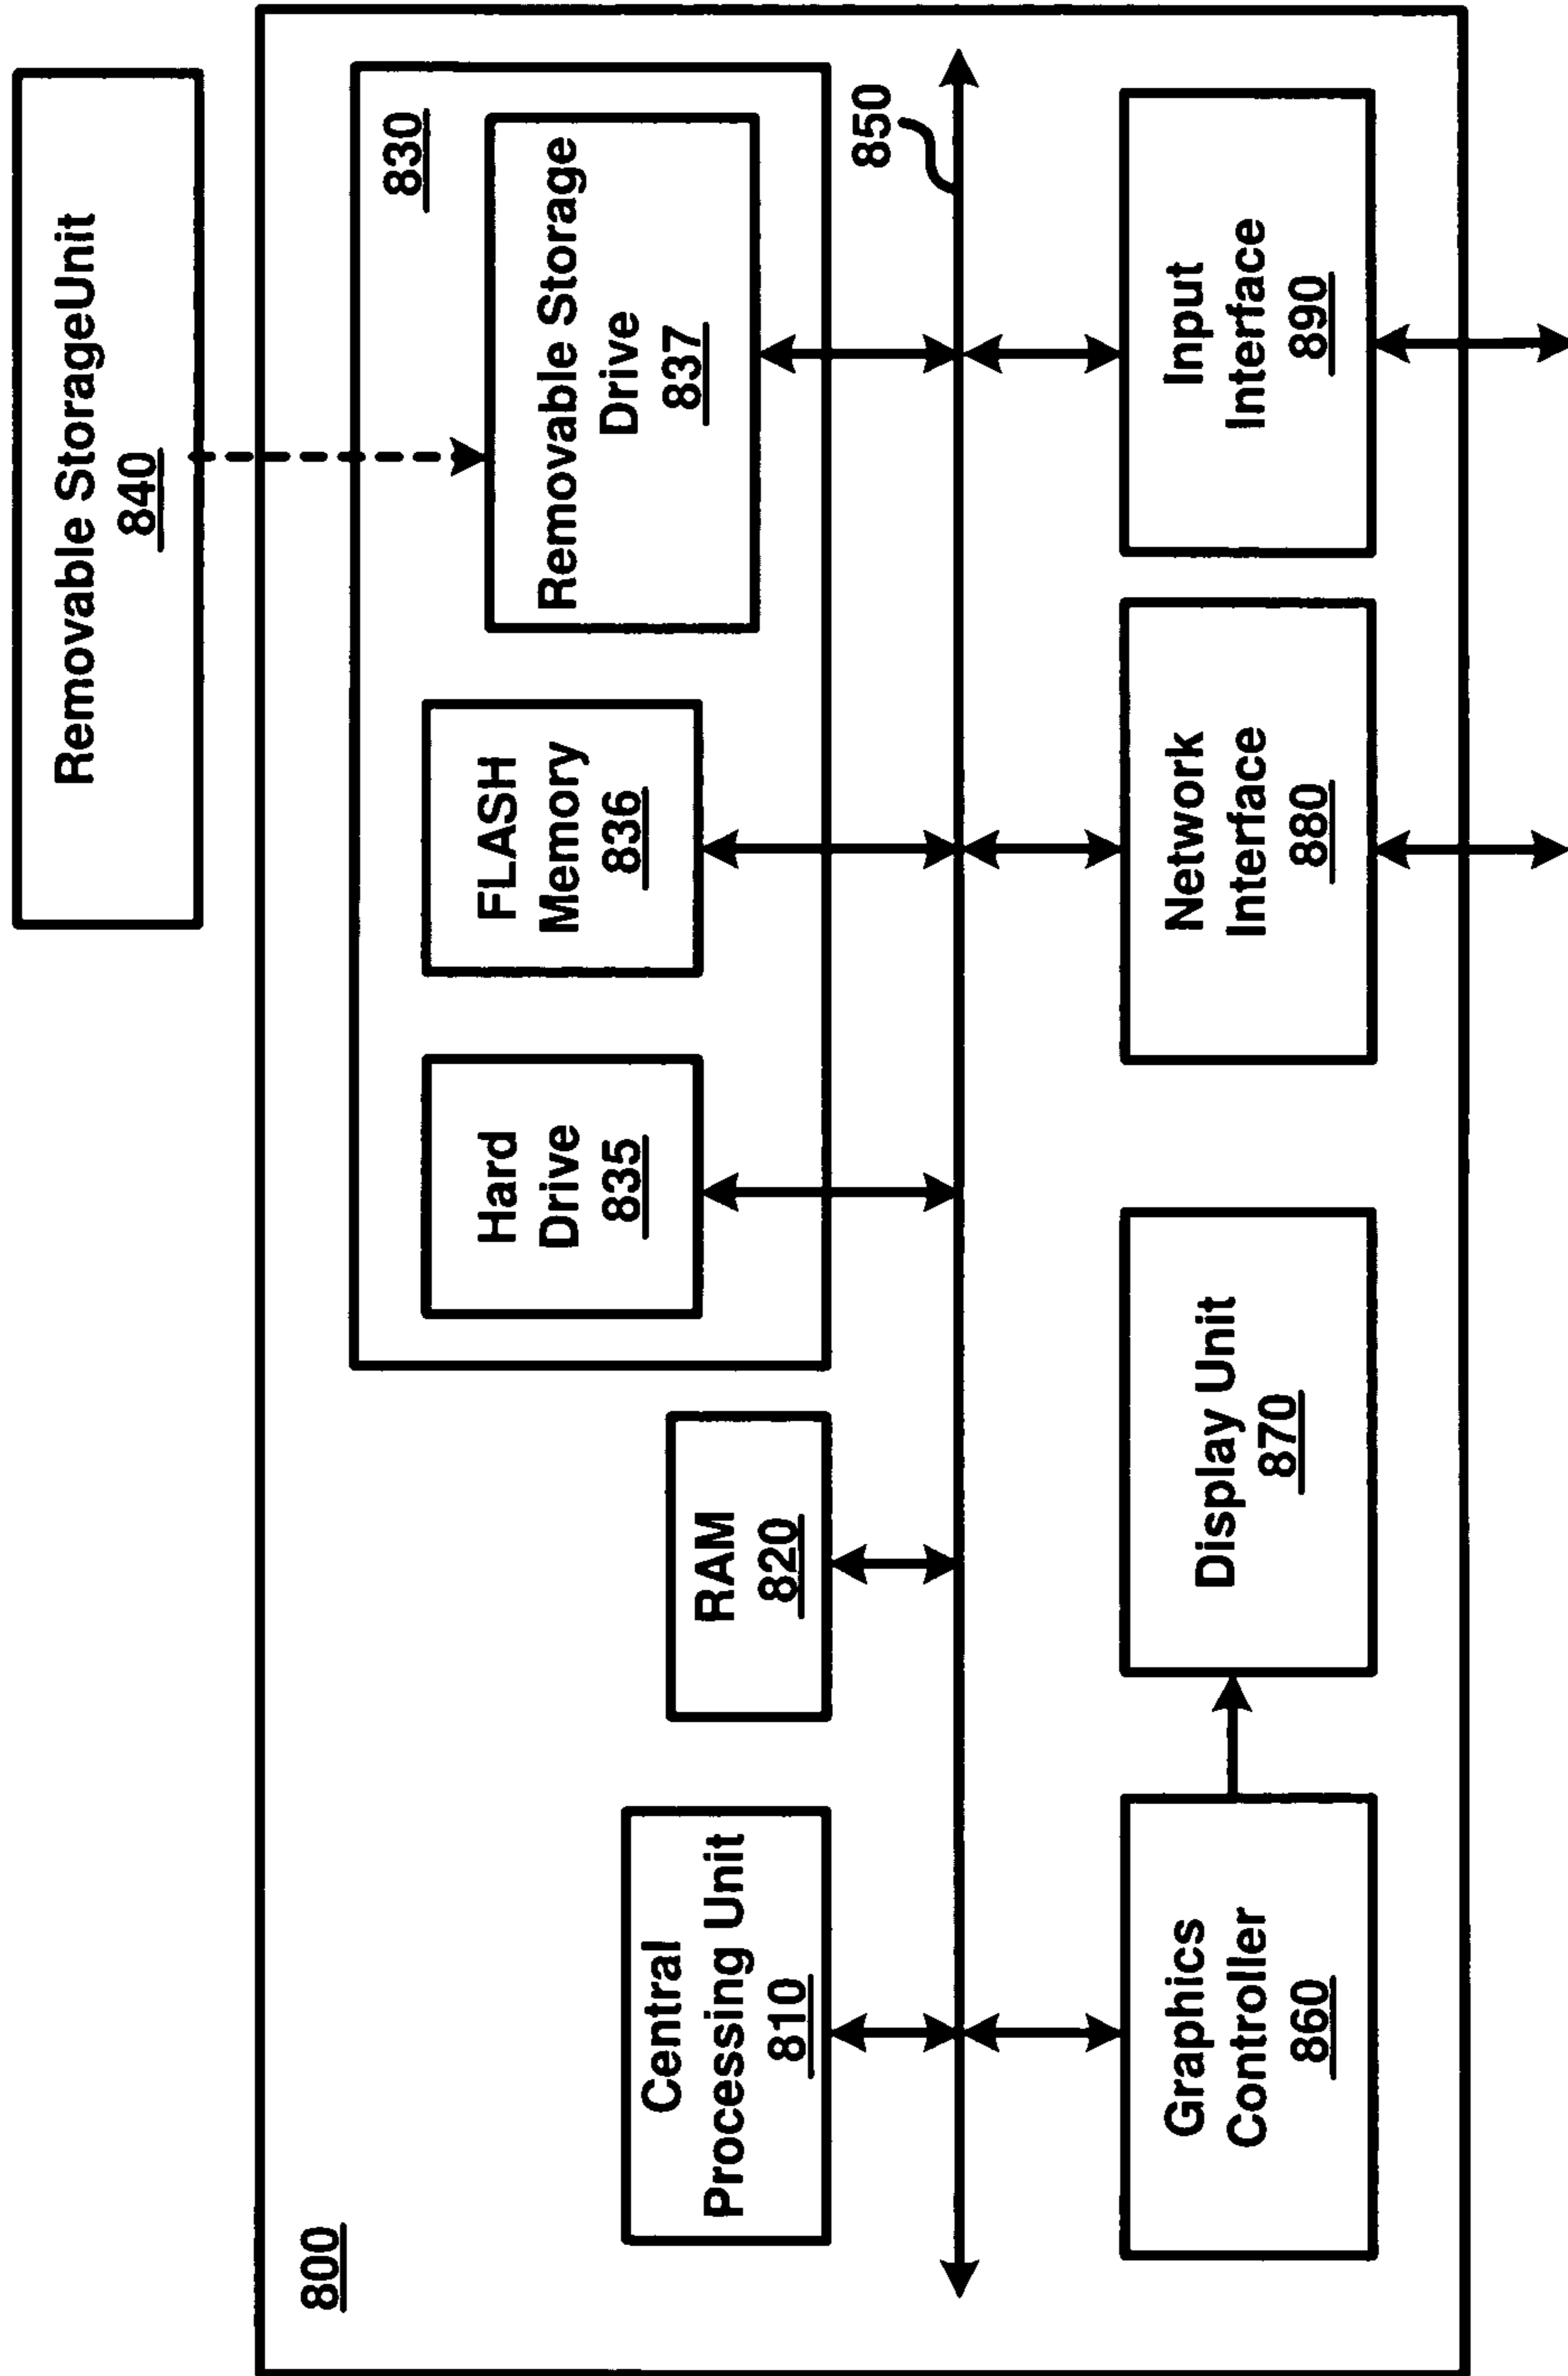 Removable StorageUnit
840
800
830
Central
Processing Unit
810
RAM
820
Hard
Drive
835
FLASH
Memory
836
Removable Storage
Drive
837
850
Graphics
Controller
860
Display Unit
870
Network
Interface
880
Input
Interface
890